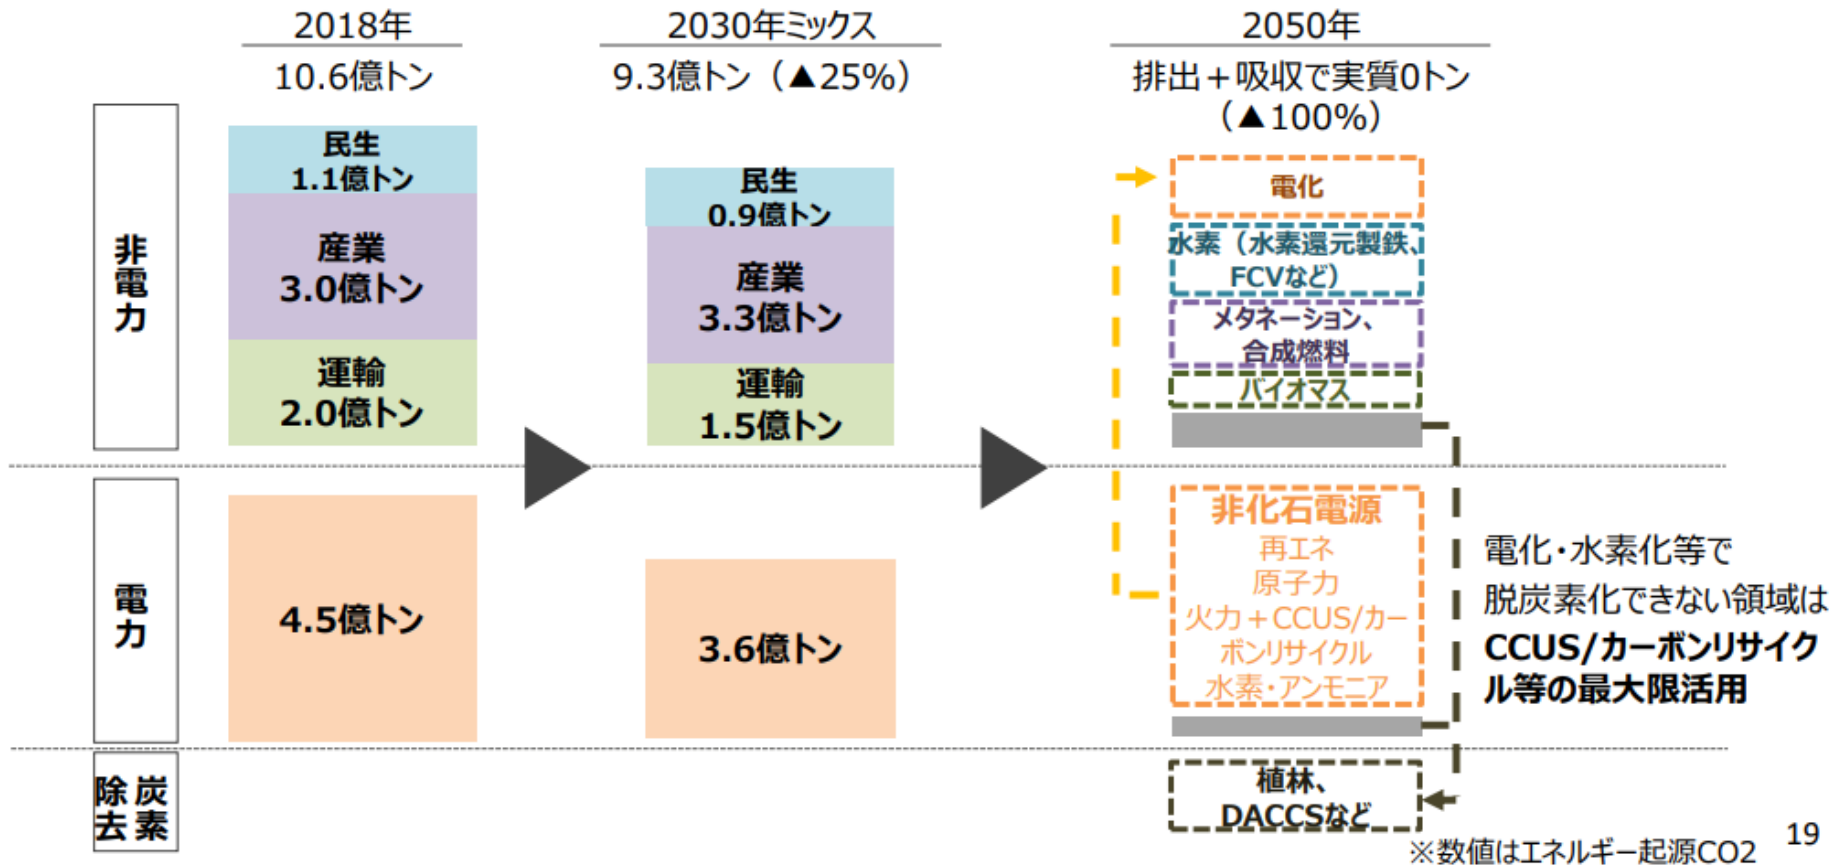 2018年
10.6億トン
2030年ミックス
9.3億トン（▲25%）
2050年
排出＋吸収で実質0トン
（▲100%）
非電力
民生
1.1億トン
産業
3.0億トン
運輸
2.0億トン
民生
0.9億トン
産業
3.3億トン
運輸
1.5億トン
電化
水素（水素還元製鉄、
FCVなど）
メタネーション、
合成燃料
バイオマス
電力
4.5億トン
3.6億トン
非化石電源
再エネ
原子力
火力＋CCUS/カー
ボンリサイクル
水素・アンモニア
電化・水素化等で
脱炭素化できない領域は
CCUS/カーボンリサイク
ル等の最大限活用
炭素
除去
植林、
DACCSなど
※数値はエネルギー起源CO2
19